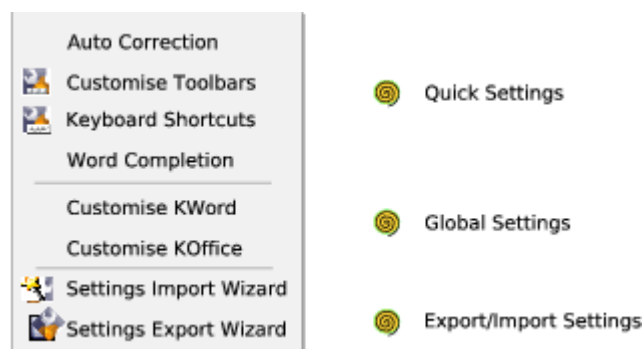 Auto Correction
Customise Toolbars
Keyboard Shortcuts
Word Completion
Customise KWord
Customise KOffice
Settings Import Wizard
Settings Export Wizard
Quick Settings
Global Settings
Export/Import Settings